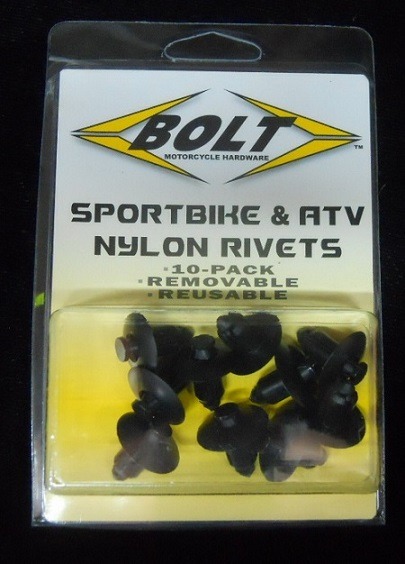 BOLT
MOTORCYCLE HARDWARE
™
SPORTBIKE & ATV
NYLON RIVETS
• 10-PACK
• REMOVABLE
• REUSABLE